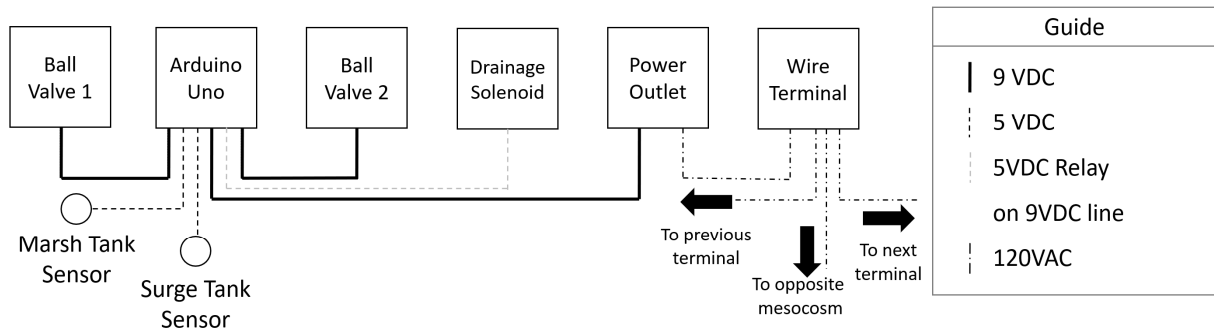 Ball
Valve 1
Arduino
Uno
Ball
Valve 2
Drainage
Solenoid
Power
Outlet
Wire
Terminal
Marsh Tank
Sensor
Surge Tank
Sensor
To previous
terminal
To opposite
mesocosm
To next
terminal
Guide
9 VDC
5 VDC
5VDC Relay
on 9VDC line
120VAC